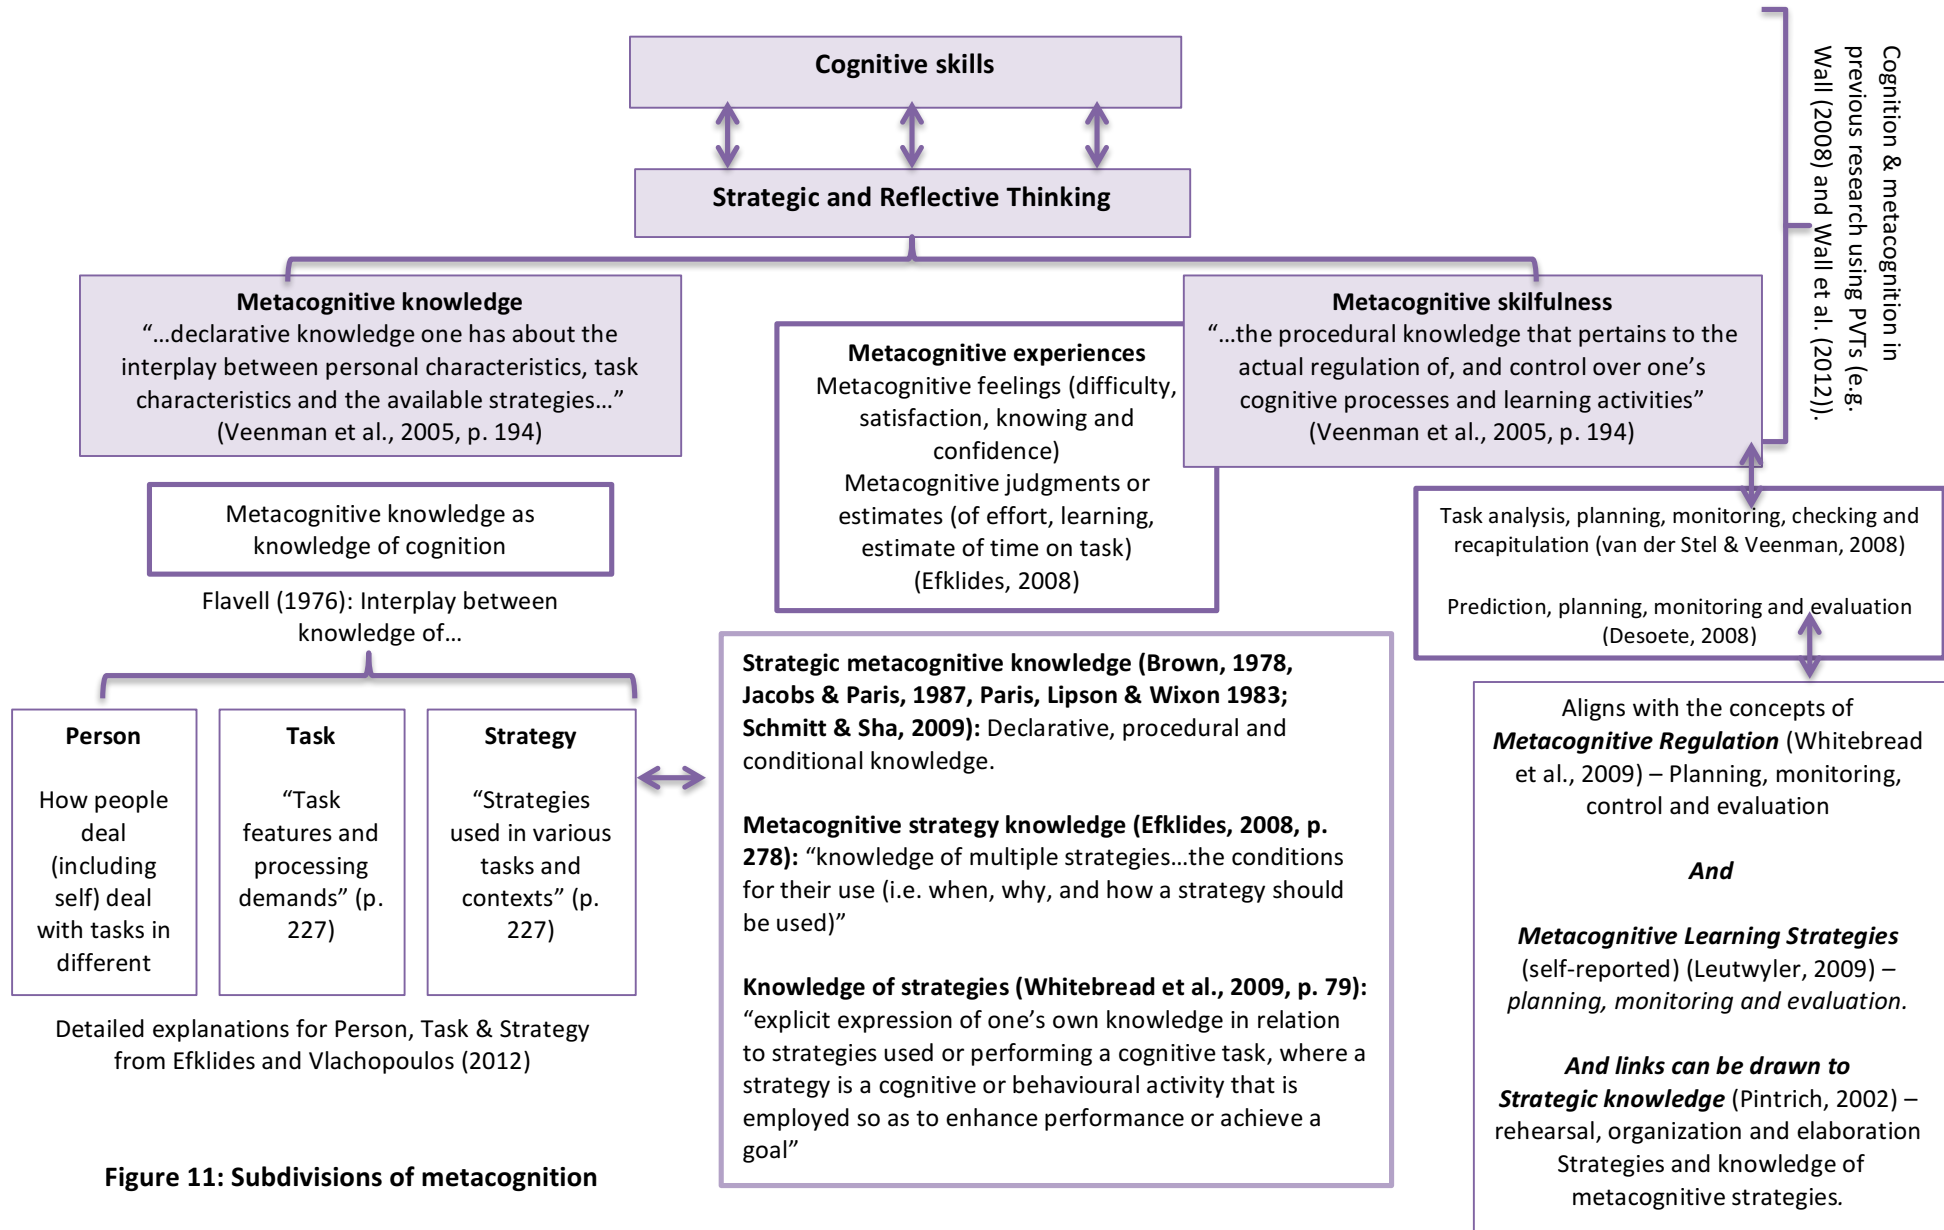 Cognitive skills
Strategic and Reflective Thinking
Cognition & metacognition in
previous research using PVTs (e.g.
Wall (2008) and Wall et al. (2012)).
Metacognitive knowledge
“…declarative knowledge one has about the
interplay between personal characteristics, task
characteristics and the available strategies…”
(Veenman et al., 2005, p. 194)
Metacognitive experiences
Metacognitive feelings (difficulty,
satisfaction, knowing and
confidence)
Metacognitive judgments or
estimates (of effort, learning,
estimate of time on task)
(Efklides, 2008)
Metacognitive skilfulness
“…the procedural knowledge that pertains to the
actual regulation of, and control over one’s
cognitive processes and learning activities”
(Veenman et al., 2005, p. 194)
Metacognitive knowledge as
knowledge of cognition
Flavell (1976): Interplay between
knowledge of…
Person
How people
deal
(including
self) deal
with tasks in
different
Task
“Task
features and
processing
demands” (p.
227)
Strategy
“Strategies
used in various
tasks and
contexts” (p.
227)
Detailed explanations for Person, Task & Strategy
from Efklides and Vlachopoulos (2012)
Strategic metacognitive knowledge (Brown, 1978,
Jacobs & Paris, 1987, Paris, Lipson & Wixon 1983;
Schmitt & Sha, 2009): Declarative, procedural and
conditional knowledge.
Metacognitive strategy knowledge (Efklides, 2008, p.
278): “knowledge of multiple strategies…the conditions
for their use (i.e. when, why, and how a strategy should
be used)”
Knowledge of strategies (Whitebread et al., 2009, p. 79):
“explicit expression of one’s own knowledge in relation
to strategies used or performing a cognitive task, where a
strategy is a cognitive or behavioural activity that is
employed so as to enhance performance or achieve a
goal”
Task analysis, planning, monitoring, checking and
recapitulation (van der Stel & Veenman, 2008)
Prediction, planning, monitoring and evaluation
(Desoete, 2008)
Aligns with the concepts of
Metacognitive Regulation (Whitebread
et al., 2009) – Planning, monitoring,
control and evaluation
And
Metacognitive Learning Strategies
(self-reported) (Leutwyler, 2009) –
planning, monitoring and evaluation.
And links can be drawn to
Strategic knowledge (Pintrich, 2002) –
rehearsal, organization and elaboration
Strategies and knowledge of
metacognitive strategies.
Figure 11: Subdivisions of metacognition